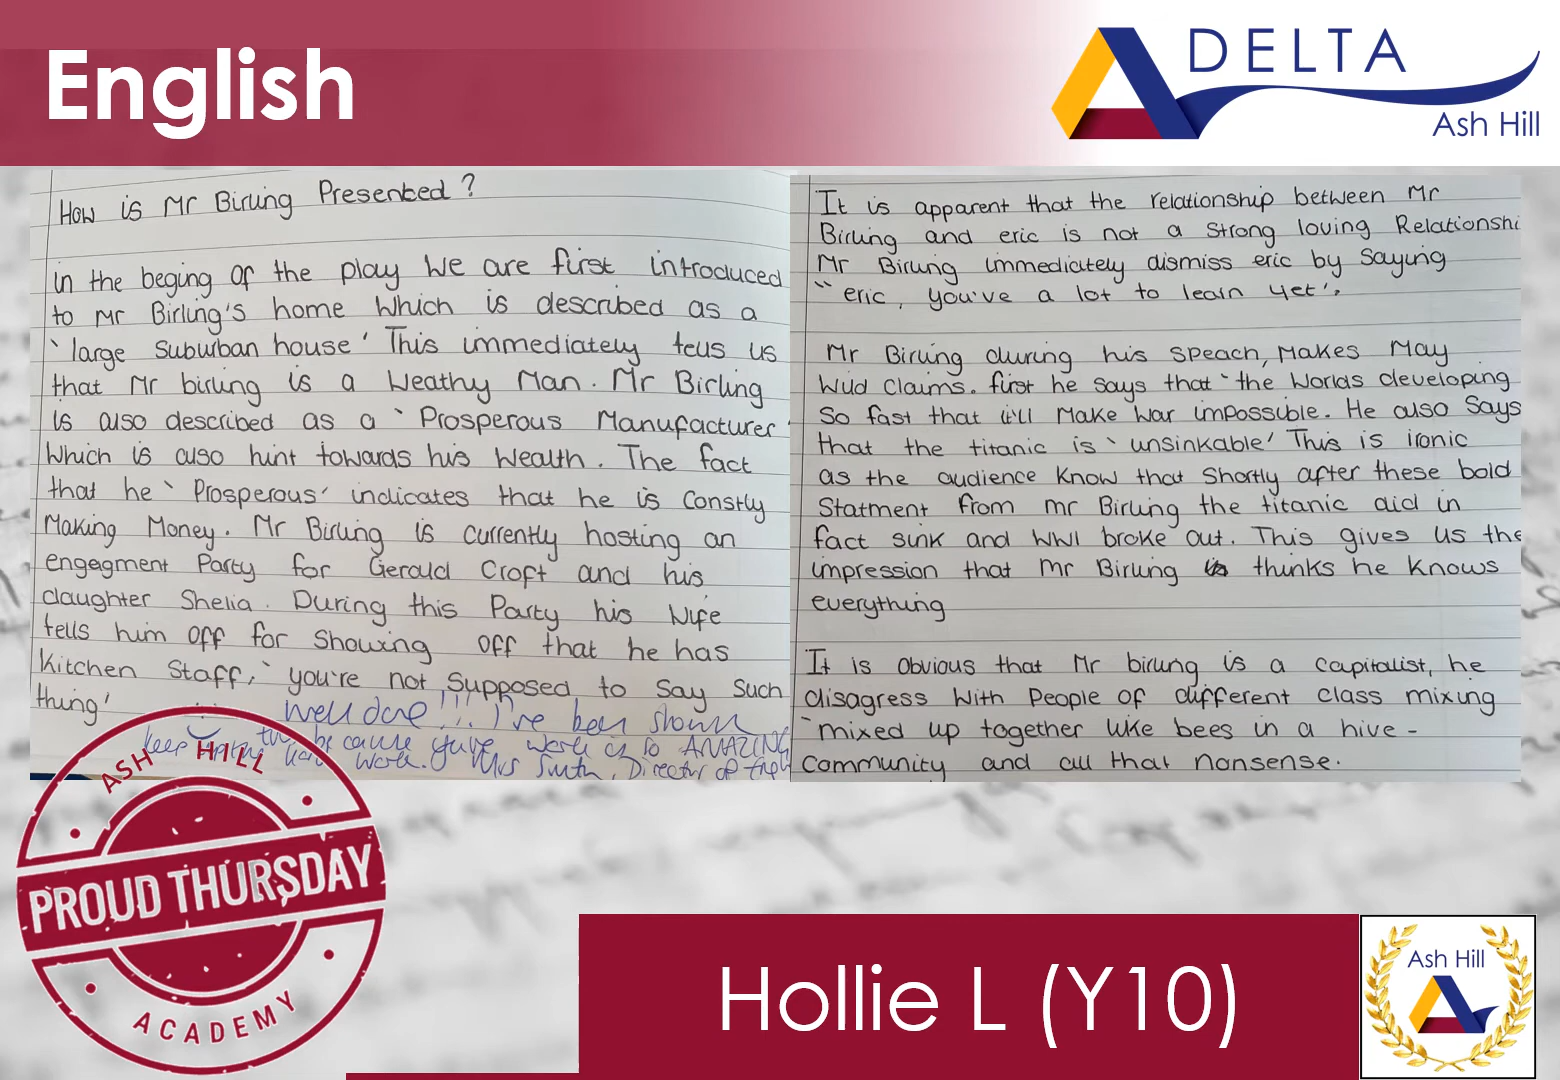 English
DELTA
Ash Hill
How is Mr Birling Presented?
in the beging of the play we are first introduced
to Mr Birling's home which is described as a
'large suburban house' This immediately tells us
that Mr birling is a Weathy Man. Mr Birling
is also described as a 'Prosperous Manufacturer'
which is also hint towards his wealth. The fact
that he 'Prosperous' indicates that he is Constly
Making Money. Mr Birling is currently hosting an
engegment Party for Gerald Croft and his
daughter Shelia. During this Party his Wife
tells him off for Showing off that he has
Kitchen Staff, 'you're not Supposed to Say Such
thing'
Well done!!! I've been shown
this because you've work is so AMAZING
keep up the hard work. Mrs Smith, Director of
It is apparent that the relationship between Mr
Birling and eric is not a Strong loving Relationshi
Mr Birling immediately dismiss eric by Saying
"eric, you've a lot to learn yet".
Mr Birling during his Speach, Makes May
Wild Claims. first he says that 'the Worlds developing
So fast that it'll Make War impossible. He also Says
that the titanic is 'unsinkable' This is ironic
as the audience Know that Shortly after these bold
Statment from mr Birling the titanic did in
fact sink and WWI broke out. This gives us the
impression that Mr Birling thinks he Knows
everything
It is Obvious that Mr birling is a Capitalist, he
disagress With People of different Class mixing
'mixed up together like bees in a hive -
community and all that nonsense.
ASH HILL
PROUD THURSDAY
ACADEMY
Hollie L (Y10)
Ash Hill